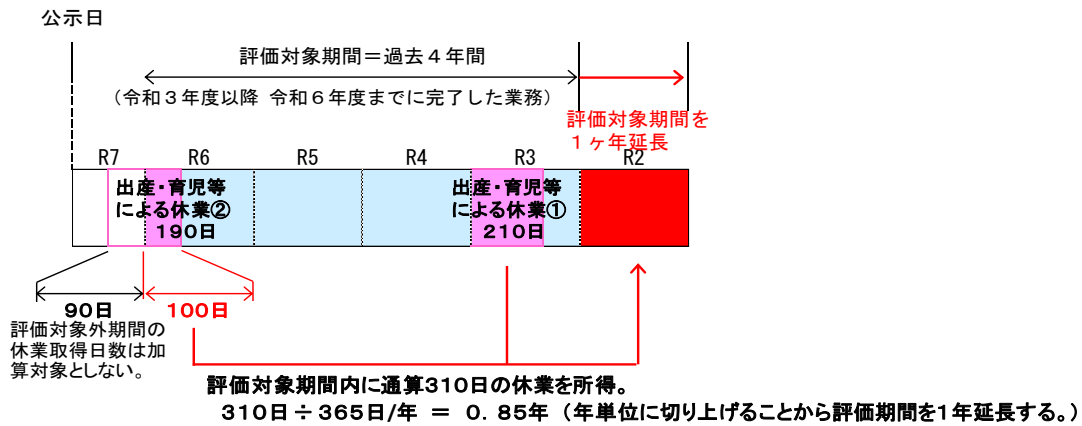 公示日
評価対象期間＝過去４年間
（令和３年度以降 令和６年度までに完了した業務）
評価対象期間を
１ヶ年延長
R7 R6 R5 R4 R3 R2
出産・育児等
による休業②
190日
出産・育児等
による休業①
210日
90日
100日
評価対象外期間の
休業取得日数は加
算対象としない。
評価対象期間内に通算310日の休業を所得。
310日÷365日/年 ＝ ０．８５年（年単位に切り上げることから評価期間を1年延長する。）